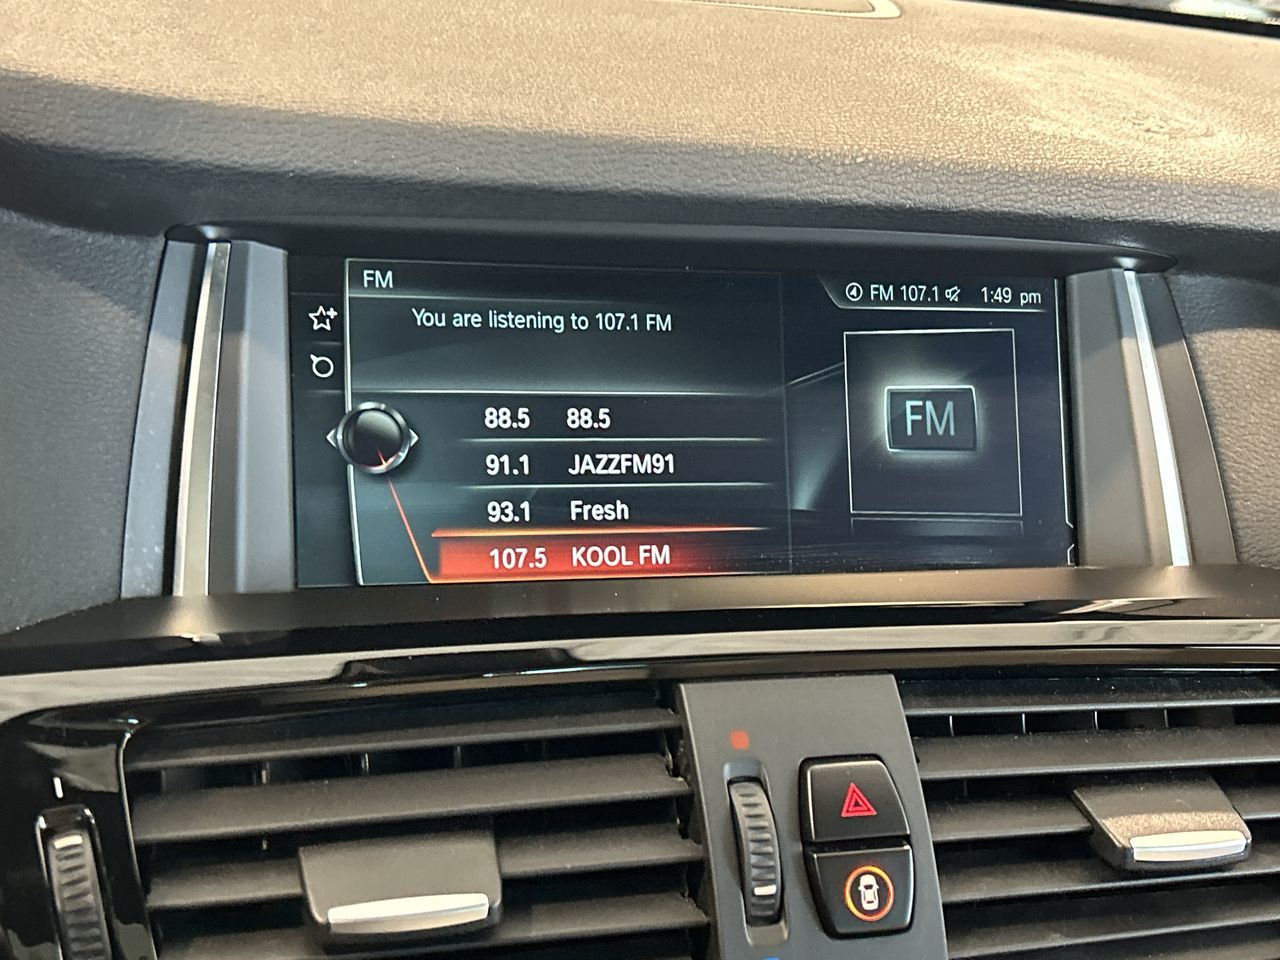 FM
FM 107.1 1:49 pm
You are listening to 107.1 FM
88.5 88.5
91.1 JAZZFM91
93.1 Fresh
107.5 KOOL FM
FM